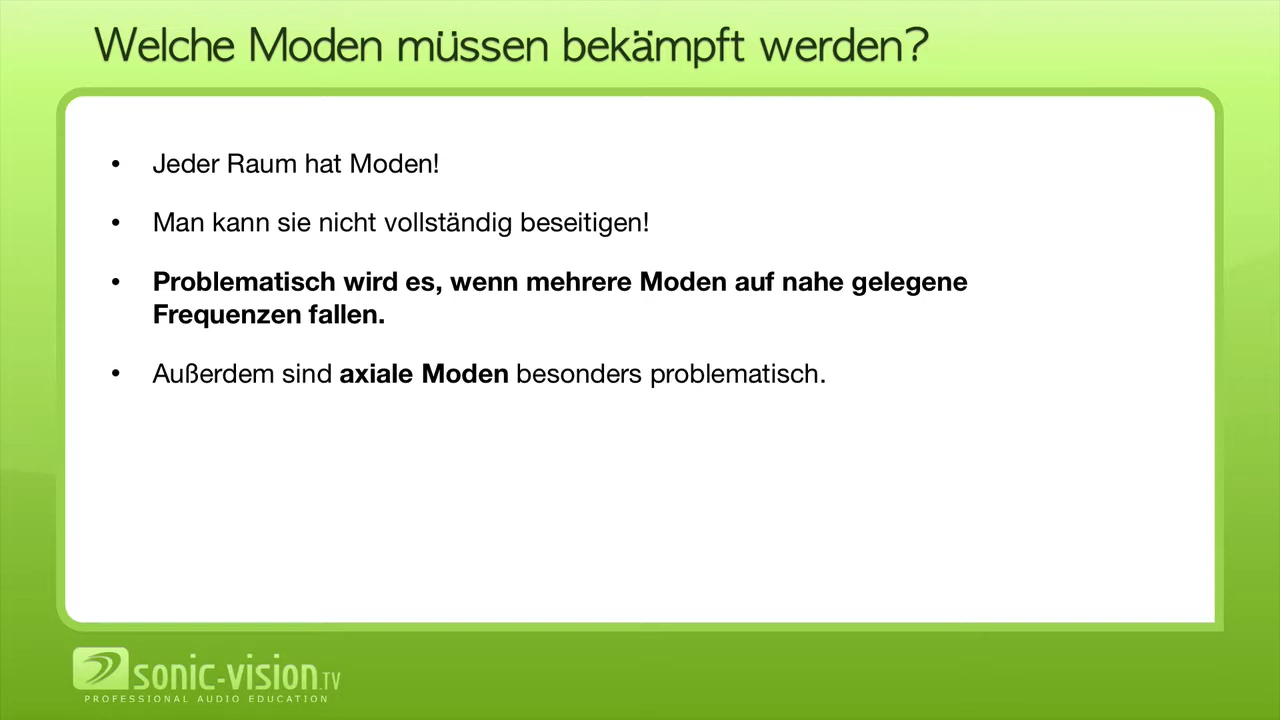 Welche Moden müssen bekämpft werden?
• Jeder Raum hat Moden!
• Man kann sie nicht vollständig beseitigen!
• Problematisch wird es, wenn mehrere Moden auf nahe gelegene
Frequenzen fallen.
• Außerdem sind axiale Moden besonders problematisch.
sonic-vision.TV
PROFESSIONAL AUDIO EDUCATION